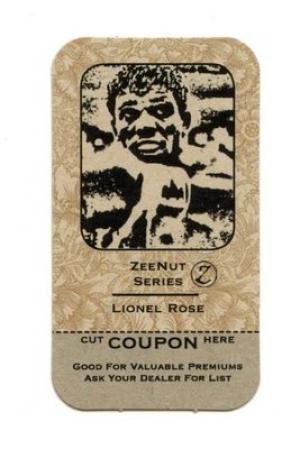 ZeeNut
Series Z
Lionel Rose
CUT COUPON HERE
Good For Valuable Premiums
Ask Your Dealer For List